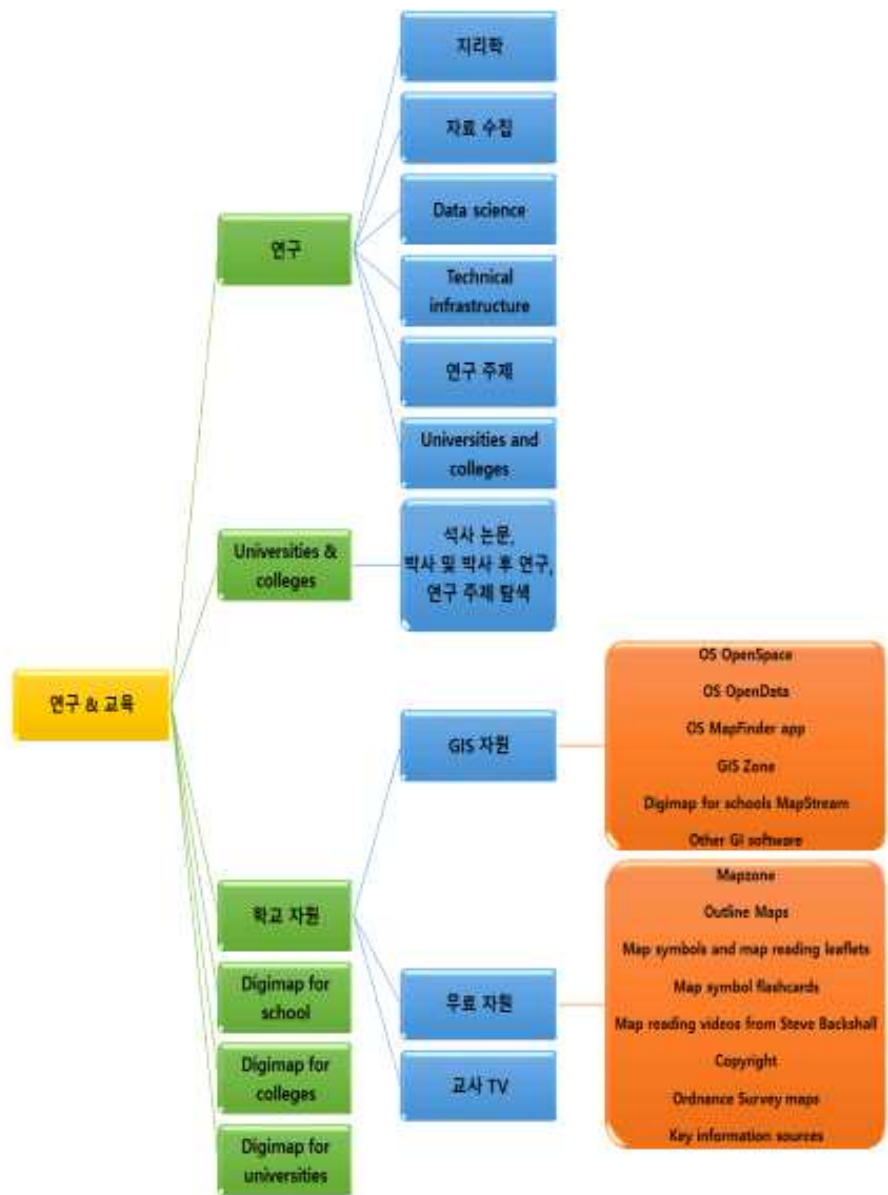 지리학
자료 수집
Data science
Technical
infrastructure
연구 주제
Universities and
colleges
연구
석사 논문,
박사 및 박사 후 연구,
연구 주제 탐색
Universities &
colleges
연구 & 교육
학교 자원
Digimap for
school
Digimap for
colleges
Digimap for
universities
GIS 자원
무료 자원
교사 TV
OS OpenSpace
OS OpenData
OS MapFinder app
GIS Zone
Digimap for schools MapStream
Other GI software
Mapzone
Outline Maps
Map symbols and map reading leaflets
Map symbol flashcards
Map reading videos from Steve Backshall
Copyright
Ordnance Survey maps
Key information sources